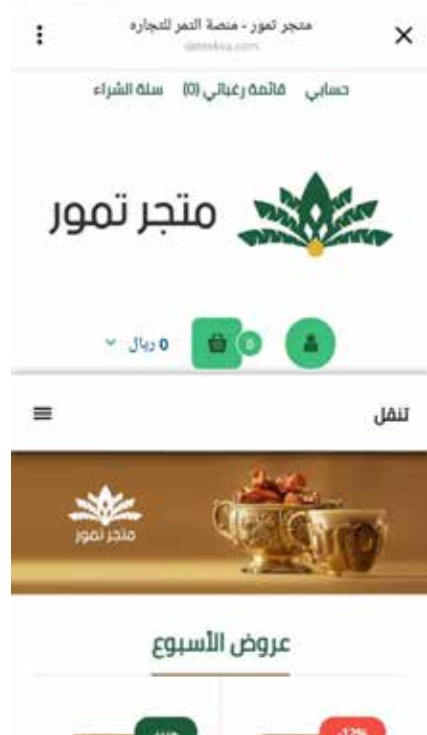 متجر تمور - منصة التمر للتجاره
حسابي قائمة رغباتي (0) سلة الشراء
متجر تمور
0 0 ريال
تنقل
متجر تمور
عروض الأسبوع
-12%